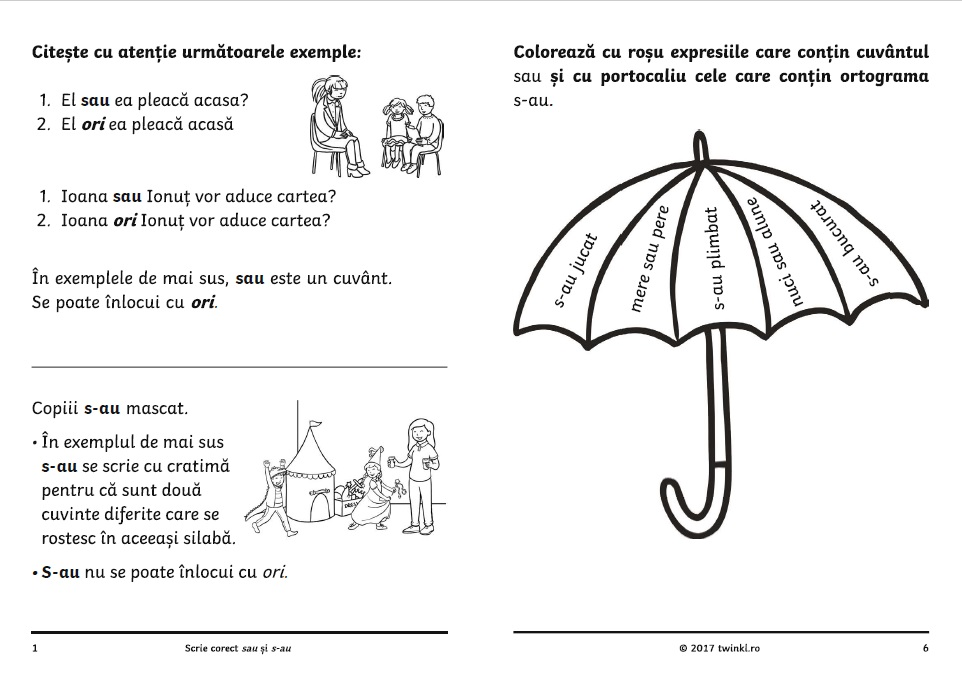 Citește cu atenție următoarele exemple:
1. El sau ea pleacă acasa?
2. El ori ea pleacă acasă
1. Ioana sau Ionuț vor aduce cartea?
2. Ioana ori Ionuț vor aduce cartea?
În exemplele de mai sus, sau este un cuvânt.
Se poate înlocui cu ori.
Copiii s-au mascat.
• În exemplul de mai sus
s-au se scrie cu cratimă
pentru că sunt două
cuvinte diferite care se
rostesc în aceeași silabă.
• S-au nu se poate înlocui cu ori.
1
Scrie corect sau și s-au
Colorează cu roșu expresiile care conțin cuvântul
sau și cu portocaliu cele care conțin ortograma
s-au.
s-au jucat
mere sau pere
s-au plimbat
nuci sau alune
s-au bucurat
© 2017 twinkl.ro
6